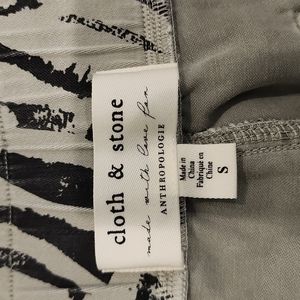 cloth & stone
made with love for
ANTHROPOLOGIE
Made in
China
Fabriqué en
Chine
S